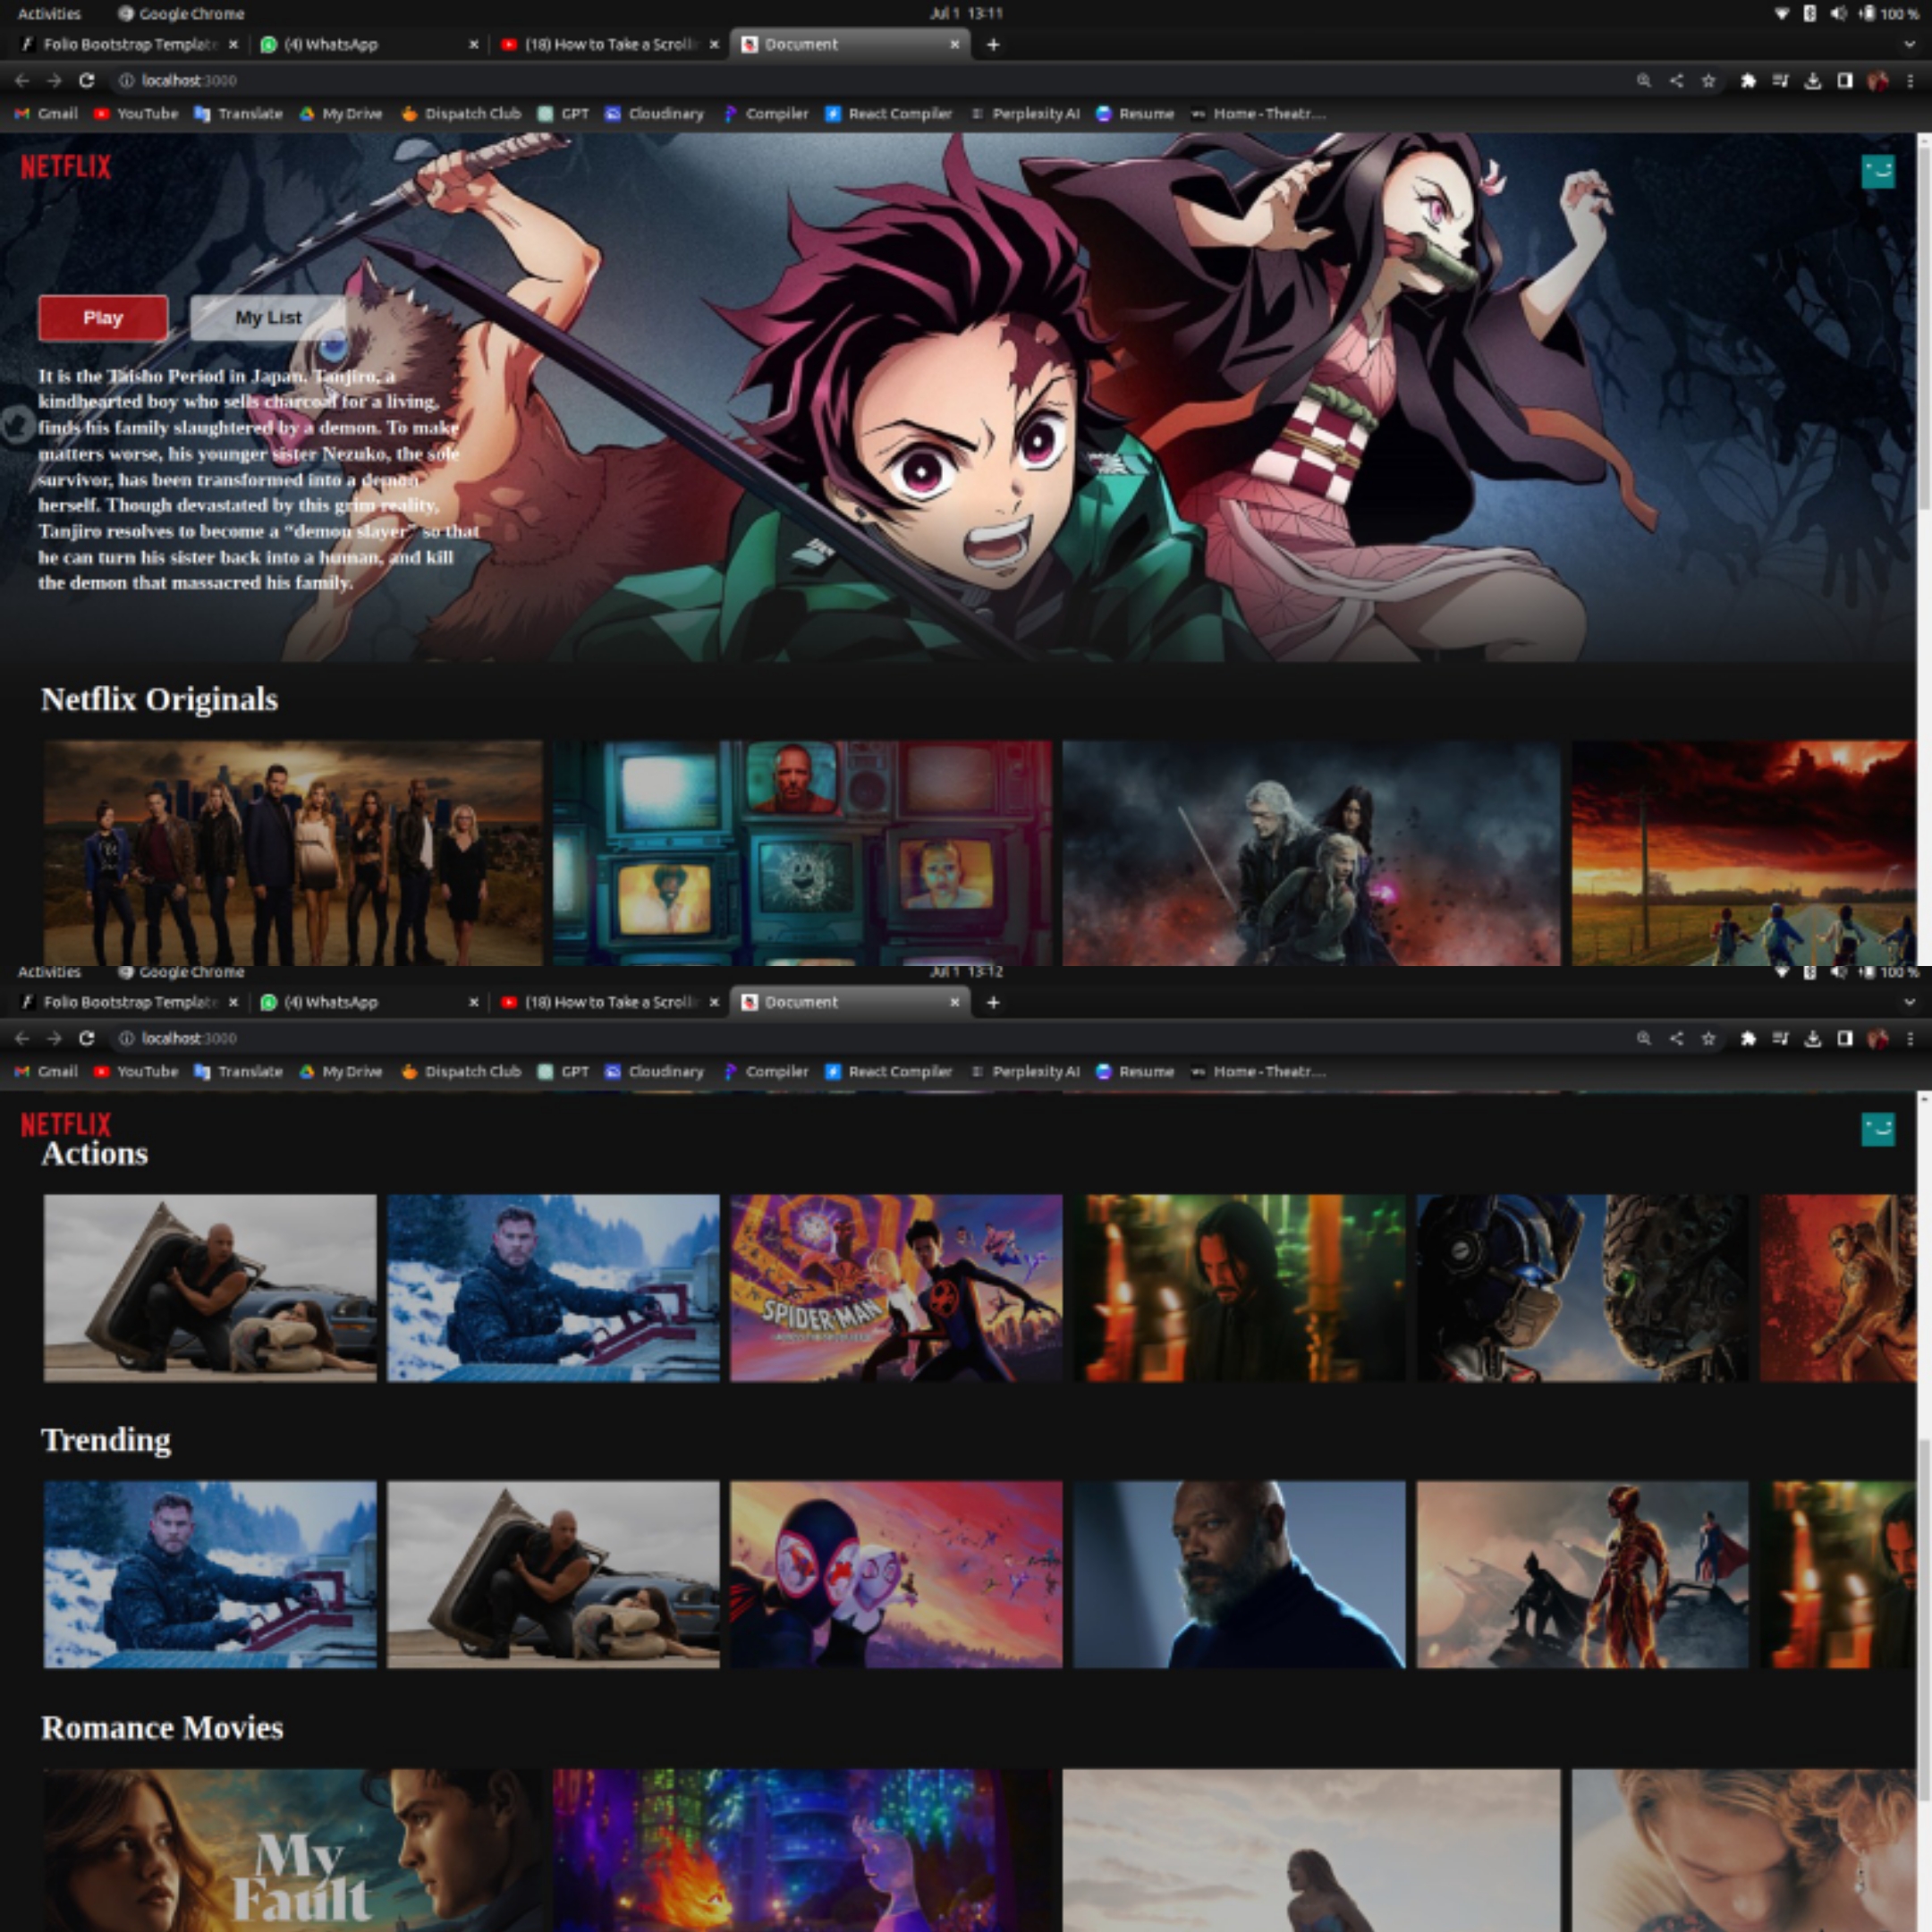 Activities Google Chrome Jul 1 13:11 100 %
Folio Bootstrap Template (4) WhatsApp (18) How to Take a Scrolli Document
localhost:3000
Gmail YouTube Translate My Drive Dispatch Club GPT Cloudinary Compiler React Compiler Perplexity AI Resume Home - Theatr....
NETFLIX
Play My List
It is the Taisho Period in Japan. Tanjiro, a
kindhearted boy who sells charcoal for a living,
finds his family slaughtered by a demon. To make
matters worse, his younger sister Nezuko, the sole
survivor, has been transformed into a demon
herself. Though devastated by this grim reality,
Tanjiro resolves to become a “demon slayer” so that
he can turn his sister back into a human, and kill
the demon that massacred his family.
Netflix Originals
Activities Google Chrome Jul 1 13:12 100 %
Folio Bootstrap Template (4) WhatsApp (18) How to Take a Scrolli Document
localhost:3000
Gmail YouTube Translate My Drive Dispatch Club GPT Cloudinary Compiler React Compiler Perplexity AI Resume Home - Theatr....
NETFLIX
Actions
SPIDER-MAN
Trending
Romance Movies
My
Fault